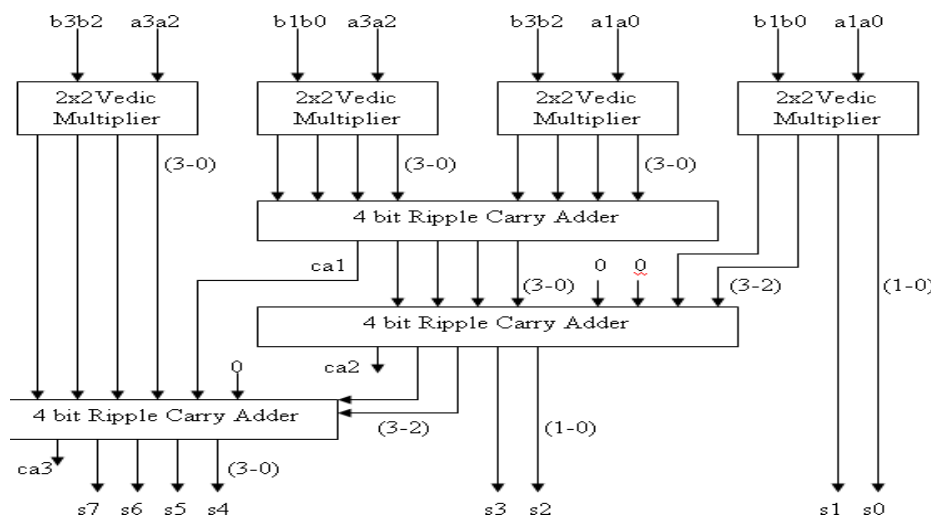 b3b2 a3a2 b1b0 a3a2 b3b2 a1a0 b1b0 a1a0
2x2Vedic Multiplier
2x2Vedic Multiplier
2x2Vedic Multiplier
2x2Vedic Multiplier
(3-0) (3-0) (3-0)
4 bit Ripple Carry Adder
ca1 (3-0) 0 0 (3-2) (1-0)
4 bit Ripple Carry Adder
0 ca2
4 bit Ripple Carry Adder
(3-2) (1-0)
ca3 (3-0)
s7 s6 s5 s4 s3 s2 s1 s0